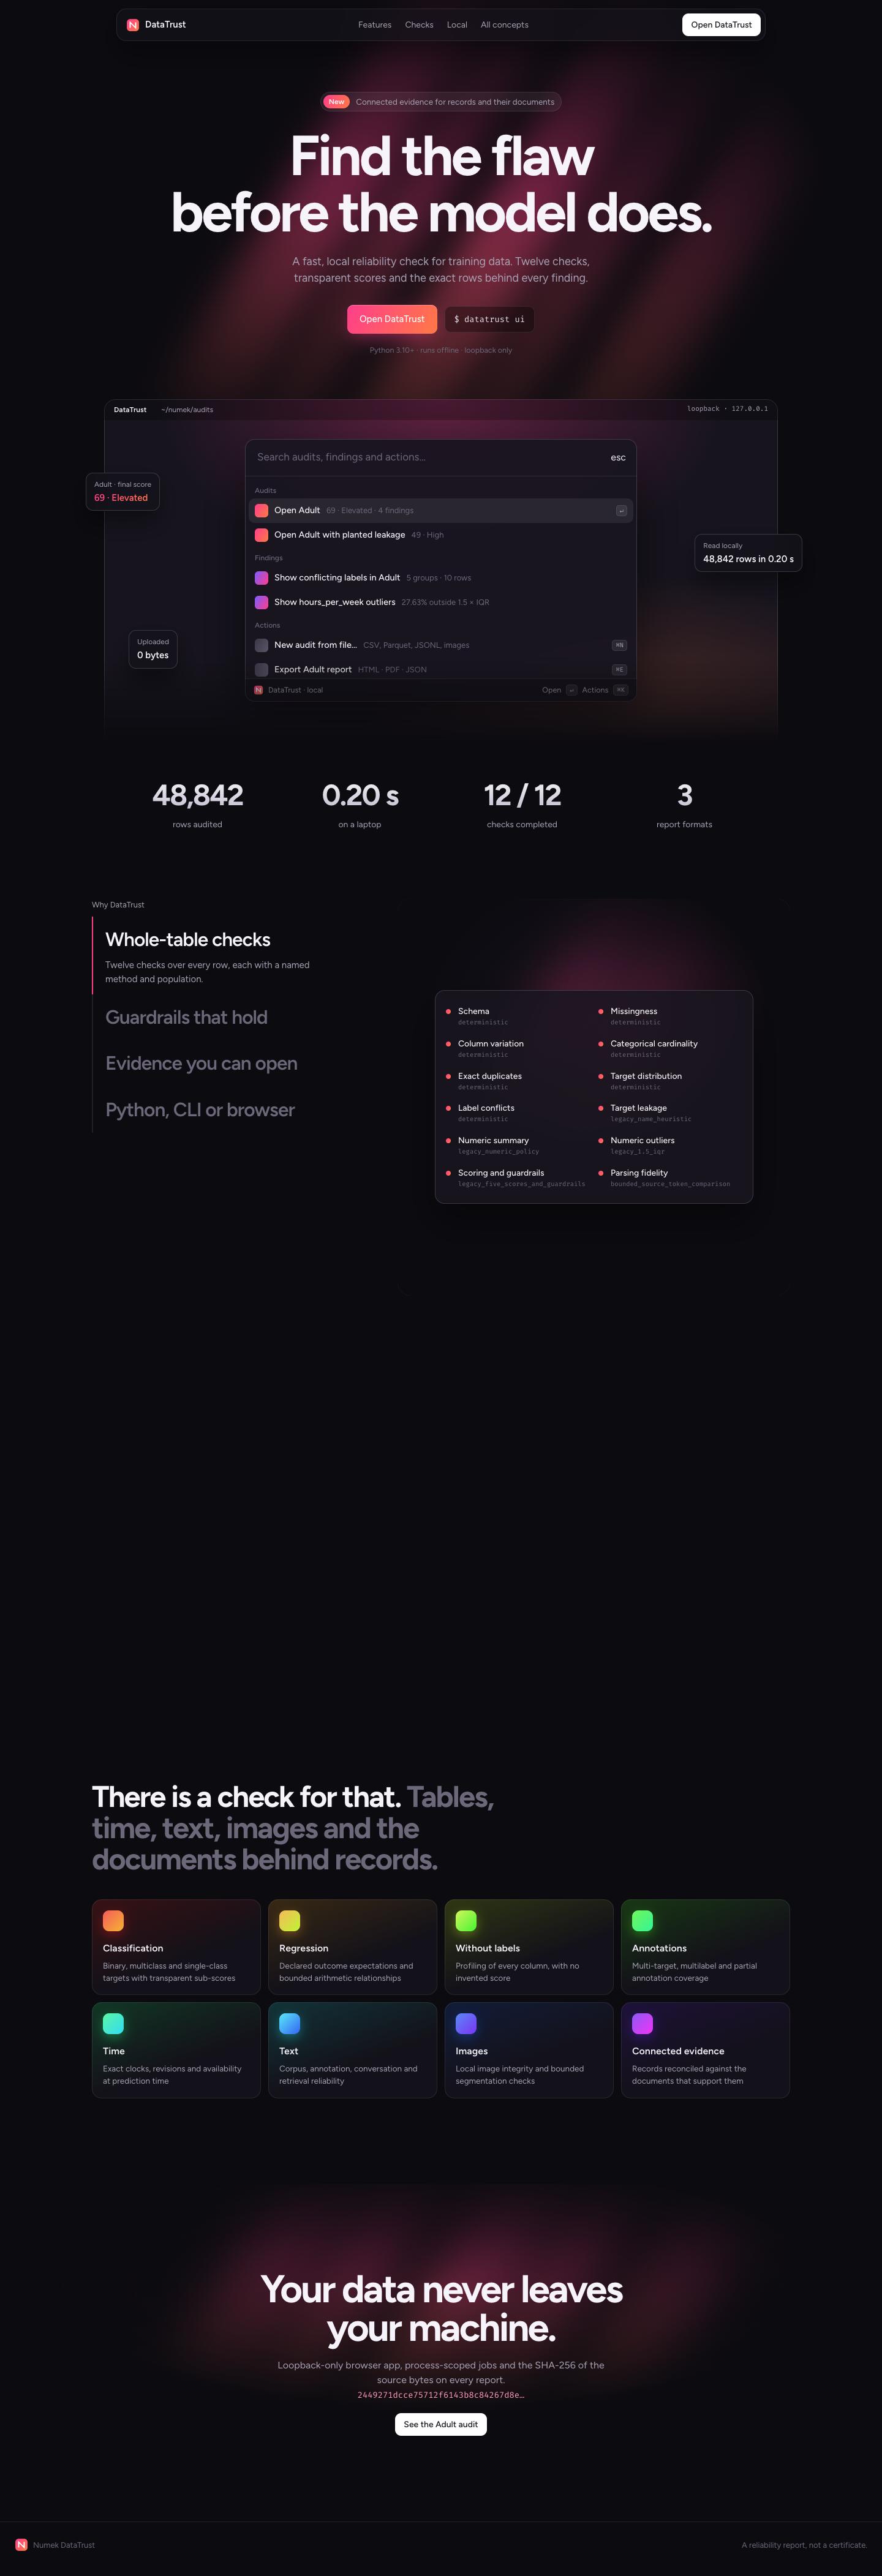 DataTrust
Features Checks Local All concepts
Open DataTrust
New Connected evidence for records and their documents
Find the flaw
before the model does.
A fast, local reliability check for training data. Twelve checks,
transparent scores and the exact rows behind every finding.
Open DataTrust
$ datatrust ui
Python 3.10+ · runs offline · loopback only
DataTrust ~/numek/audits loopback · 127.0.0.1
Search audits, findings and actions... esc
Audits
Open Adult 69 · Elevated · 4 findings ↵
Open Adult with planted leakage 49 · High
Findings
Show conflicting labels in Adult 5 groups · 10 rows
Show hours_per_week outliers 27.63% outside 1.5 × IQR
Actions
New audit from file... CSV, Parquet, JSONL, images ⌘N
Export Adult report HTML · PDF · JSON ⌘E
DataTrust · local Open ↵ Actions ⌘K
Adult · final score
69 · Elevated
Read locally
48,842 rows in 0.20 s
Uploaded
0 bytes
48,842
rows audited
0.20 s
on a laptop
12 / 12
checks completed
3
report formats
Why DataTrust
Whole-table checks
Twelve checks over every row, each with a named
method and population.
Guardrails that hold
Evidence you can open
Python, CLI or browser
Schema
deterministic
Missingness
deterministic
Column variation
deterministic
Categorical cardinality
deterministic
Exact duplicates
deterministic
Target distribution
deterministic
Label conflicts
deterministic
Target leakage
legacy_name_heuristic
Numeric summary
legacy_numeric_policy
Numeric outliers
legacy_1.5_iqr
Scoring and guardrails
legacy_five_scores_and_guardrails
Parsing fidelity
bounded_source_token_comparison
There is a check for that. Tables,
time, text, images and the
documents behind records.
Classification
Binary, multiclass and single-class
targets with transparent sub-scores
Regression
Declared outcome expectations and
bounded arithmetic relationships
Without labels
Profiling of every column, with no
invented score
Annotations
Multi-target, multilabel and partial
annotation coverage
Time
Exact clocks, revisions and availability
at prediction time
Text
Corpus, annotation, conversation and
retrieval reliability
Images
Local image integrity and bounded
segmentation checks
Connected evidence
Records reconciled against the
documents that support them
Your data never leaves
your machine.
Loopback-only browser app, process-scoped jobs and the SHA-256 of the
source bytes on every report.
2449271dcce75712f6143b8c84267d8e…
See the Adult audit
N Numek DataTrust
A reliability report, not a certificate.